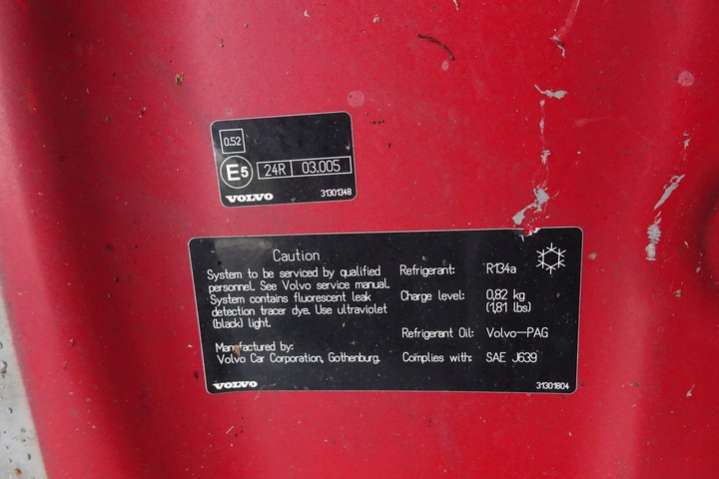 0.52
E5 24R 03.005
VOLVO 31301348
Caution
System to be serviced by qualified
personnel. See Volvo service manual.
System contains fluorescent leak
detection tracer dye. Use ultraviolet
(black) light.
Manufactured by:
Volvo Car Corporation, Gothenburg.
Refrigerant: R134a
Charge level: 0,82 kg
(1,81 lbs)
Refrigerant Oil: Volvo-PAG
Complies with: SAE J639
VOLVO 31301804